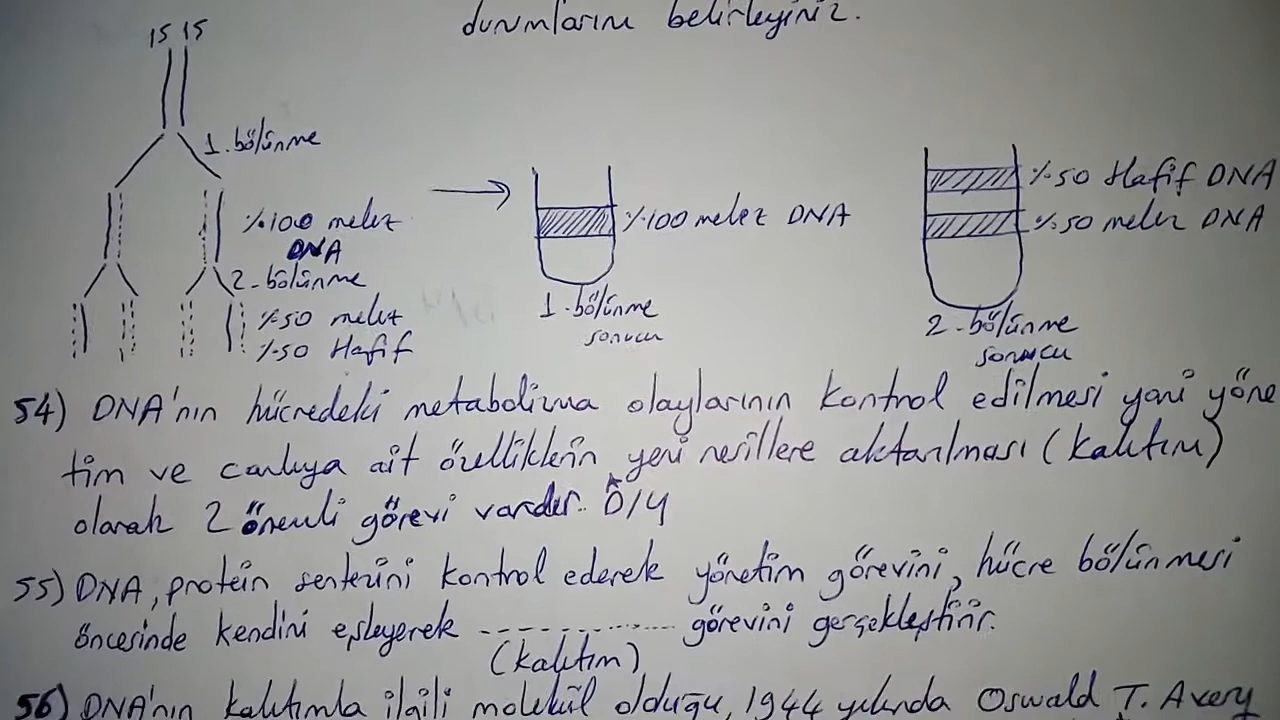 durumlarını belirleyiniz.
15 15
1. bölünme
%100 melez
DNA
2. bölünme
%50 melez
%50 Hafif
%100 melez DNA
1. bölünme
sonucu
%50 Hafif DNA
%50 melez DNA
2. bölünme
sonucu
54) DNA'nın hücredeki metabolizma olaylarının kontrol edilmesi yani yöne
tim ve canlıya ait özelliklerin yeni nesillere aktarılması (kalıtım)
olarak 2 önemli görevi vardır. D/Y
55) DNA, protein sentezini kontrol ederek yönetim görevini, hücre bölünmesi
öncesinde kendini eşleyerek .............. görevini gerçekleştirir.
(kalıtım)
56) DNA'nın kalıtımla ilgili molekül olduğu, 1944 yılında Oswald T. Avery